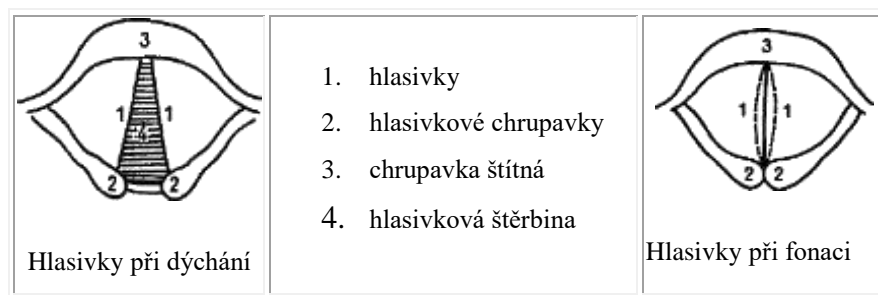 3
1 1
4
2 2
Hlasivky při dýchání
1. hlasivky
2. hlasivkové chrupavky
3. chrupavka štítná
4. hlasivková štěrbina
3
1 1
2 2
Hlasivky při fonaci